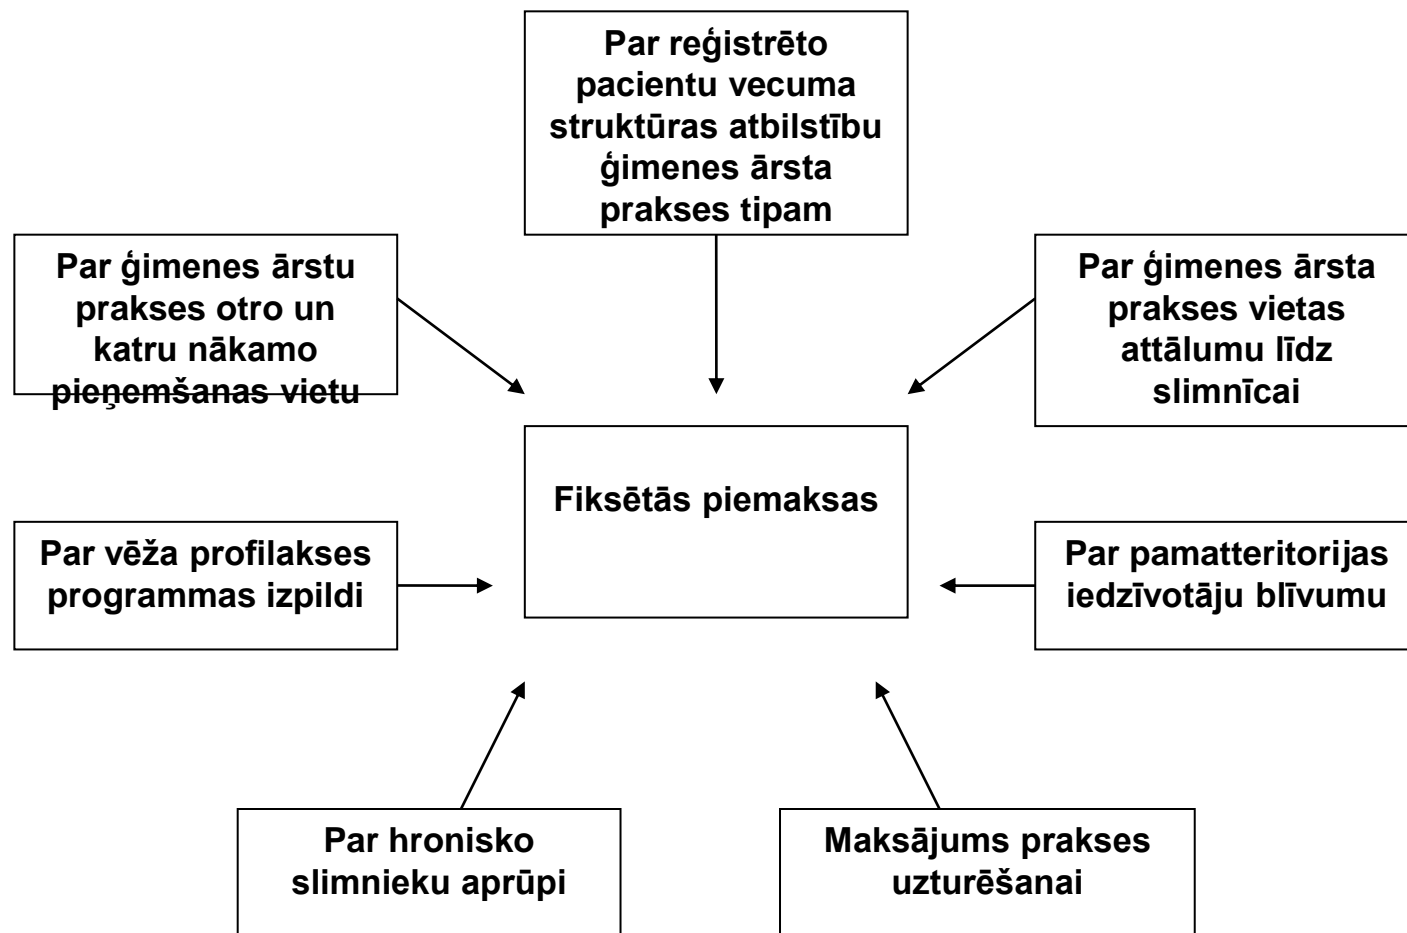 Par reģistrēto
pacientu vecuma
struktūras atbilstību
ģimenes ārsta
prakses tipam
Par ģimenes ārstu
prakses otro un
katru nākamo
pieņemšanas vietu
Par ģimenes ārsta
prakses vietas
attālumu līdz
slimnīcai
Fiksētās piemaksas
Par vēža profilakses
programmas izpildi
Par pamatteritorijas
iedzīvotāju blīvumu
Par hronisko
slimnieku aprūpi
Maksājums prakses
uzturēšanai